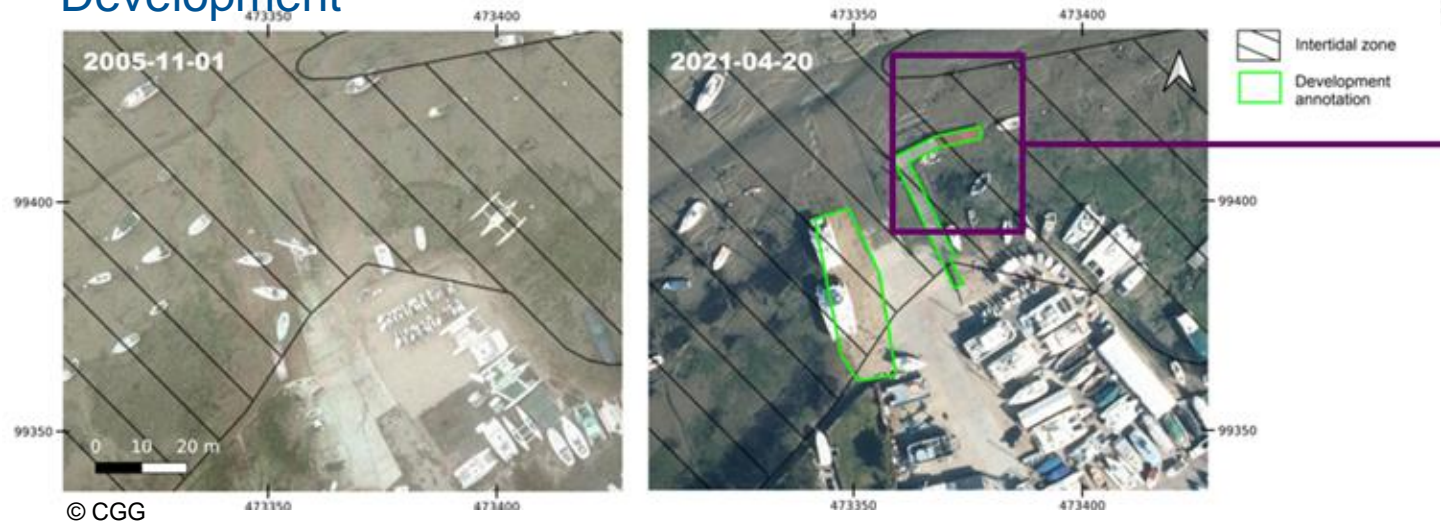 Development
473350 473400 473350 473400
2005-11-01
2021-04-20
Intertidal zone
Development
annotation
99400
99400
99350
99350
0 10 20 m
473350 473400 473350 473400
© CGG